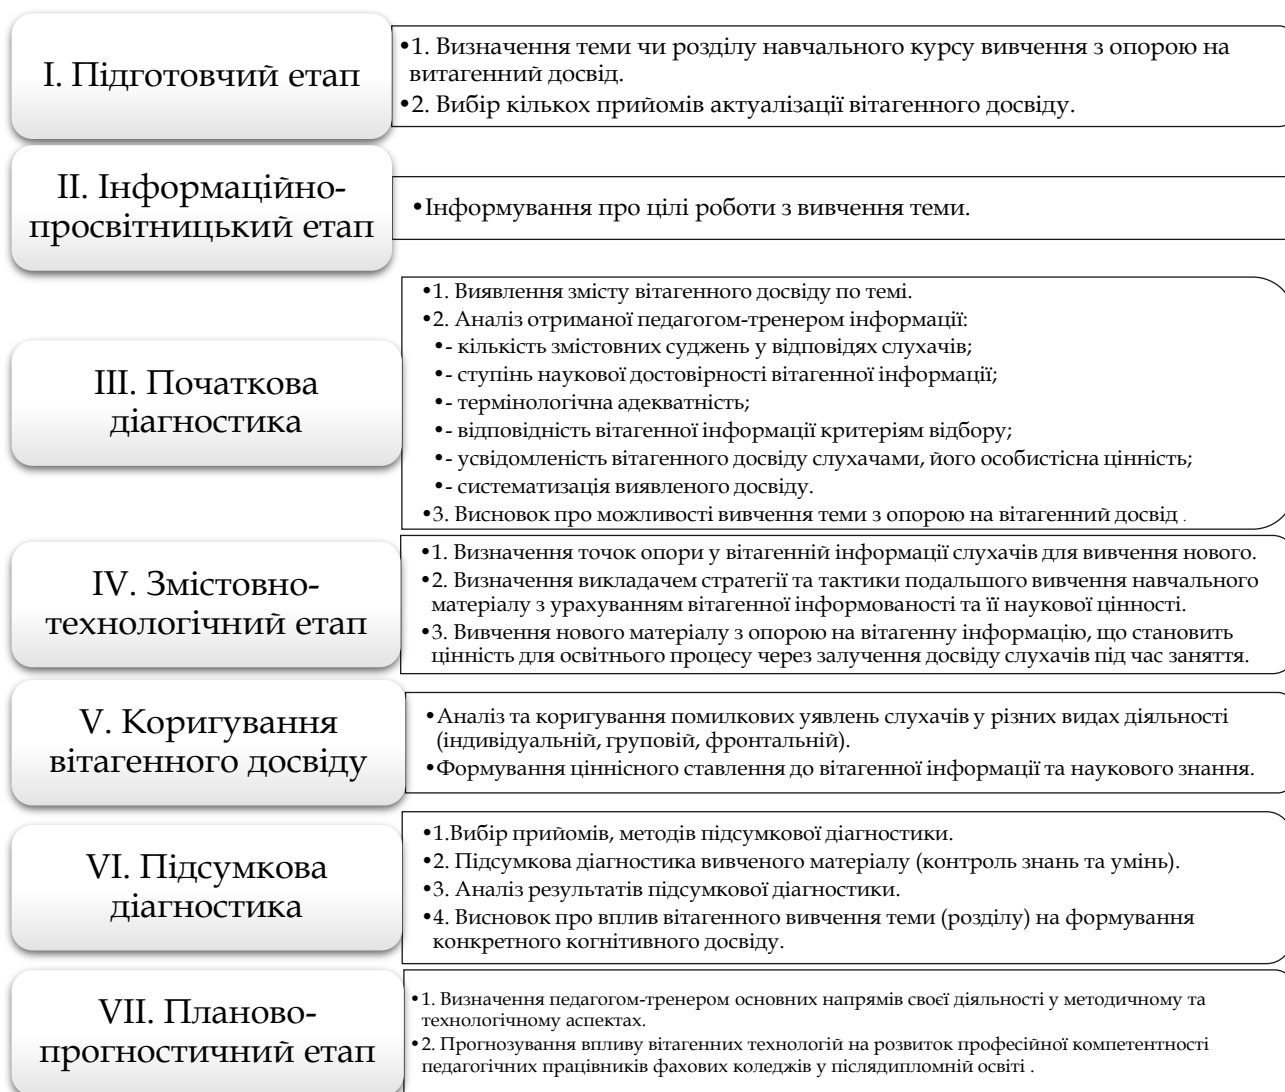 І. Підготовчий етап
•1. Визначення теми чи розділу навчального курсу вивчення з опорою на
витагенний досвід.
•2. Вибір кількох прийомів актуалізації вітагенного досвіду.
ІІ. Інформаційно-
просвітницький етап
•Інформування про цілі роботи з вивчення теми.
ІІІ. Початкова
діагностика
•1. Виявлення змісту вітагенного досвіду по темі.
•2. Аналіз отриманої педагогом-тренером інформації:
•- кількість змістовних суджень у відповідях слухачів;
•- ступінь наукової достовірності вітагенної інформації;
•- термінологічна адекватність;
•- відповідність вітагенної інформації критеріям відбору;
•- усвідомленість вітагенного досвіду слухачами, його особистісна цінність;
•- систематизація виявленого досвіду.
•3. Висновок про можливості вивчення теми з опорою на вітагенний досвід .
IV. Змістовно-
технологічний етап
•1. Визначення точок опори у вітагенній інформації слухачів для вивчення нового.
•2. Визначення викладачем стратегії та тактики подальшого вивчення навчального
матеріалу з урахуванням вітагенної інформованості та її наукової цінності.
•3. Вивчення нового матеріалу з опорою на вітагенну інформацію, що становить
цінність для освітнього процесу через залучення досвіду слухачів під час заняття.
V. Коригування
вітагенного досвіду
•Аналіз та коригування помилкових уявлень слухачів у різних видах діяльності
(індивідуальній, груповій, фронтальній).
•Формування ціннісного ставлення до вітагенної інформації та наукового знання.
VI. Підсумкова
діагностика
•1.Вибір прийомів, методів підсумкової діагностики.
•2. Підсумкова діагностика вивченого матеріалу (контроль знань та умінь).
•3. Аналіз результатів підсумкової діагностики.
•4. Висновок про вплив вітагенного вивчення теми (розділу) на формування
конкретного когнітивного досвіду.
VII. Планово-
прогностичний етап
•1. Визначення педагогом-тренером основних напрямів своєї діяльності у методичному та
технологічному аспектах.
•2. Прогнозування впливу вітагенних технологій на розвиток професійної компетентності
педагогічних працівників фахових коледжів у післядипломній освіті .